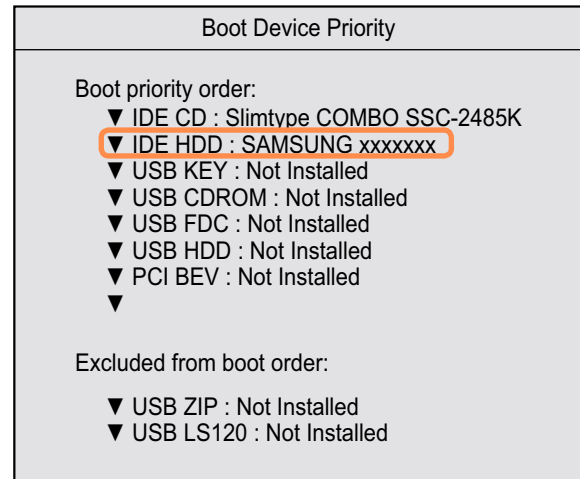 Boot Device Priority
Boot priority order:
▼ IDE CD : Slimtype COMBO SSC-2485K
▼ IDE HDD : SAMSUNG xxxxxxx
▼ USB KEY : Not Installed
▼ USB CDROM : Not Installed
▼ USB FDC : Not Installed
▼ USB HDD : Not Installed
▼ PCI BEV : Not Installed
▼
Excluded from boot order:
▼ USB ZIP : Not Installed
▼ USB LS120 : Not Installed